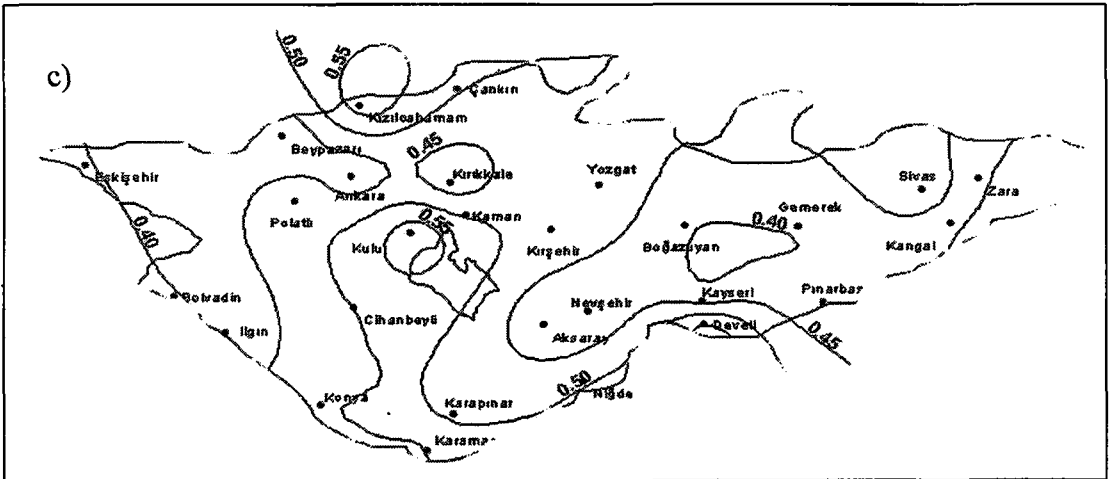 c)
0.50
0.55
Çankırı
Kızılcahamam
Beypazarı
0.45
Eskişehir
Ankara
Kırıkkale
Yozgat
Sivas
Zara
Polatlı
Kaman
0.55
Gemerek
0.40
Kulu
Kırşehir
Boğazlıyan
0.40
Kangal
Bolvadin
Cihanbeyli
Nevşehir
Kayseri
Pınarbaşı
Ilgın
Aksaray
Develi
0.45
Konya
Karapınar
0.50
Niğde
Karaman